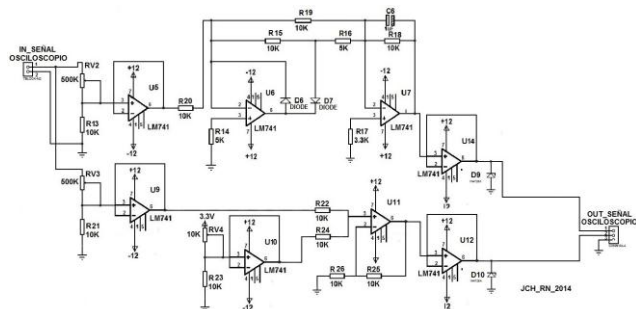 IN_SEÑAL
OSCILOSCOPIO
RV2
500K
R13
10K
+12
U5
LM741
-12
R20
10K
R19
10K
C6
R15
10K
R16
5K
R18
10K
-12
U6
D6
DIODE
D7
DIODE
R14
5K
LM741
+12
-12
U7
R17
3.3K
LM741
+12
+12
U14
LM741
D9
RV3
500K
R21
10K
+12
U9
LM741
-12
3.3V
10K
RV4
R23
10K
+12
U10
LM741
-12
R22
10K
R24
10K
+12
U11
LM741
R26
10K
R25
10K
+12
U12
LM741
D10
OUT_SEÑAL
OSCILOSCOPIO
JCH_RN_2014